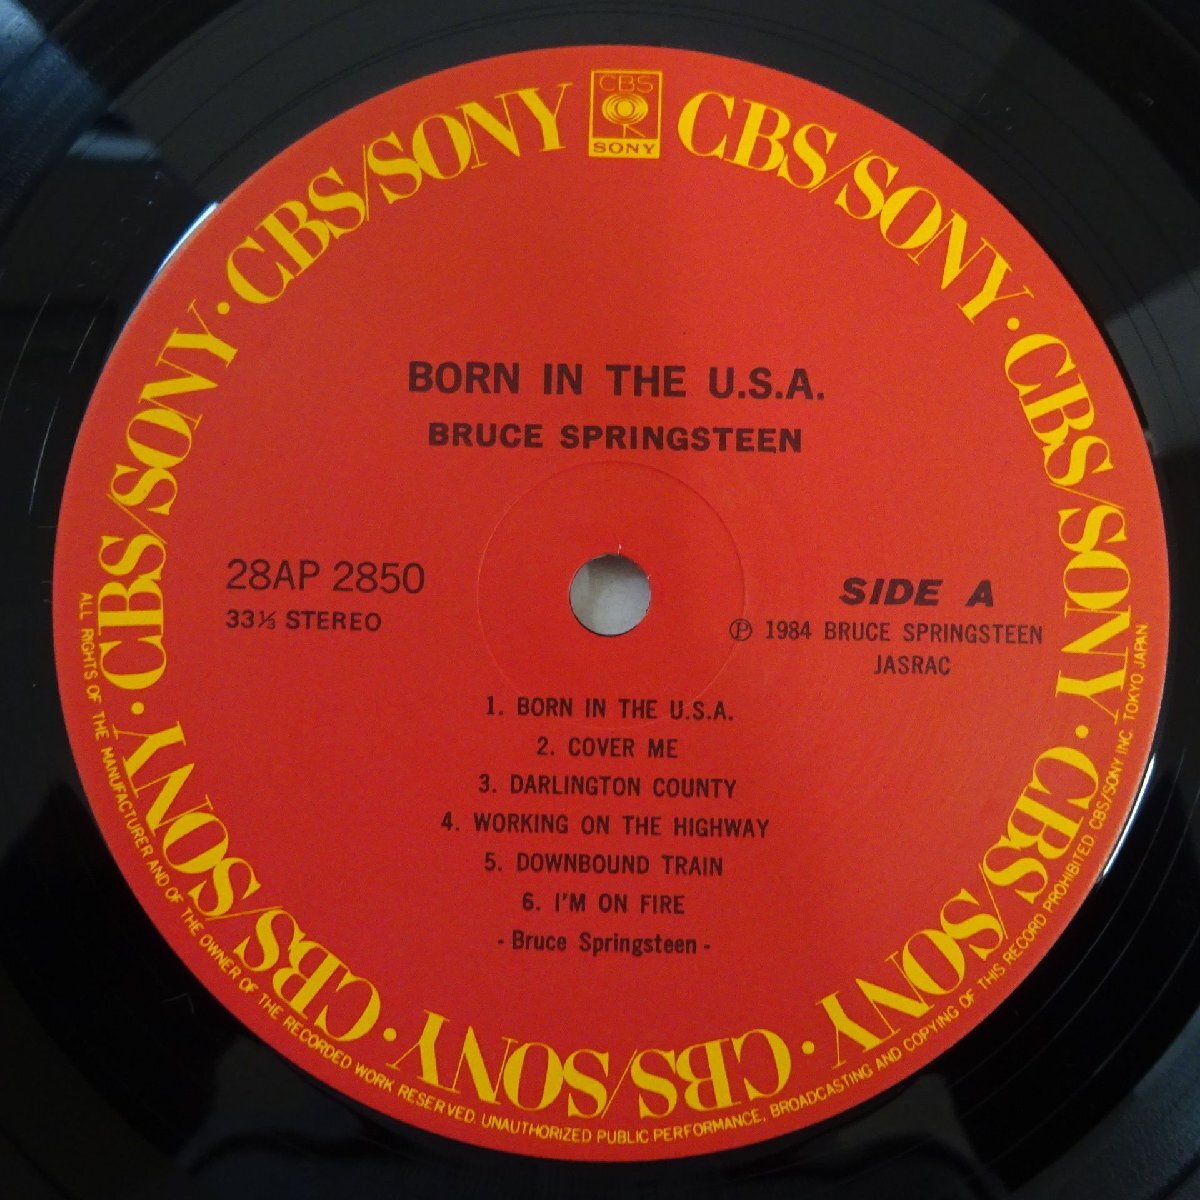 CBS
SONY
CBS/SONY · CBS/SONY · CBS/SONY · CBS/SONY · CBS/SONY · CBS/SONY · CBS/SONY · CBS/SONY
BORN IN THE U.S.A.
BRUCE SPRINGSTEEN
28AP 2850
33⅓ STEREO
SIDE A
Ⓟ 1984 BRUCE SPRINGSTEEN
JASRAC
1. BORN IN THE U.S.A.
2. COVER ME
3. DARLINGTON COUNTY
4. WORKING ON THE HIGHWAY
5. DOWNBOUND TRAIN
6. I'M ON FIRE
- Bruce Springsteen -
ALL RIGHTS OF THE MANUFACTURER AND OF THE OWNER OF THE RECORDED WORK RESERVED. UNAUTHORIZED PUBLIC PERFORMANCE, BROADCASTING AND COPYING OF THIS RECORD PROHIBITED. CBS/SONY INC. TOKYO JAPAN